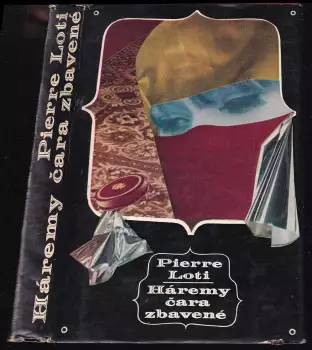 Pierre Loti
Háremy čara zbavené
Pierre
Loti
Háremy
čara
zbavené